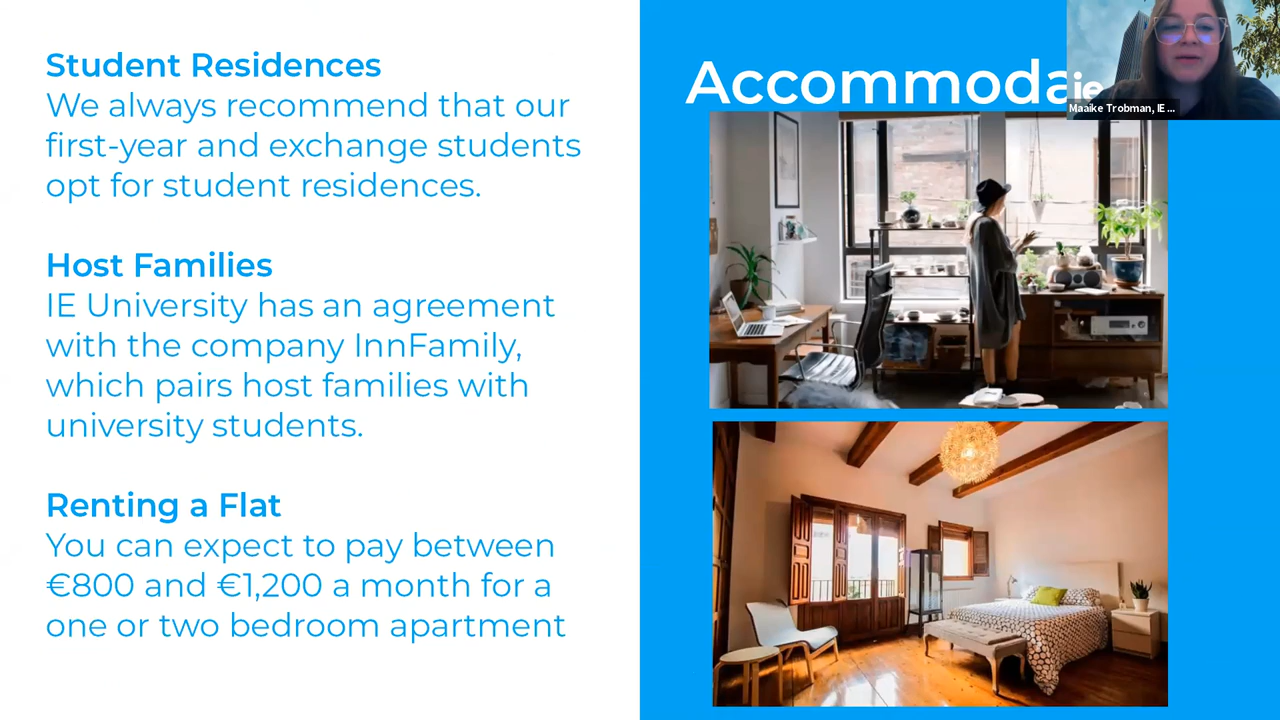 Student Residences
We always recommend that our
first-year and exchange students
opt for student residences.
Host Families
IE University has an agreement
with the company InnFamily,
which pairs host families with
university students.
Renting a Flat
You can expect to pay between
€800 and €1,200 a month for a
one or two bedroom apartment
Accommoda
ie
Maaike Trobman, IE ...